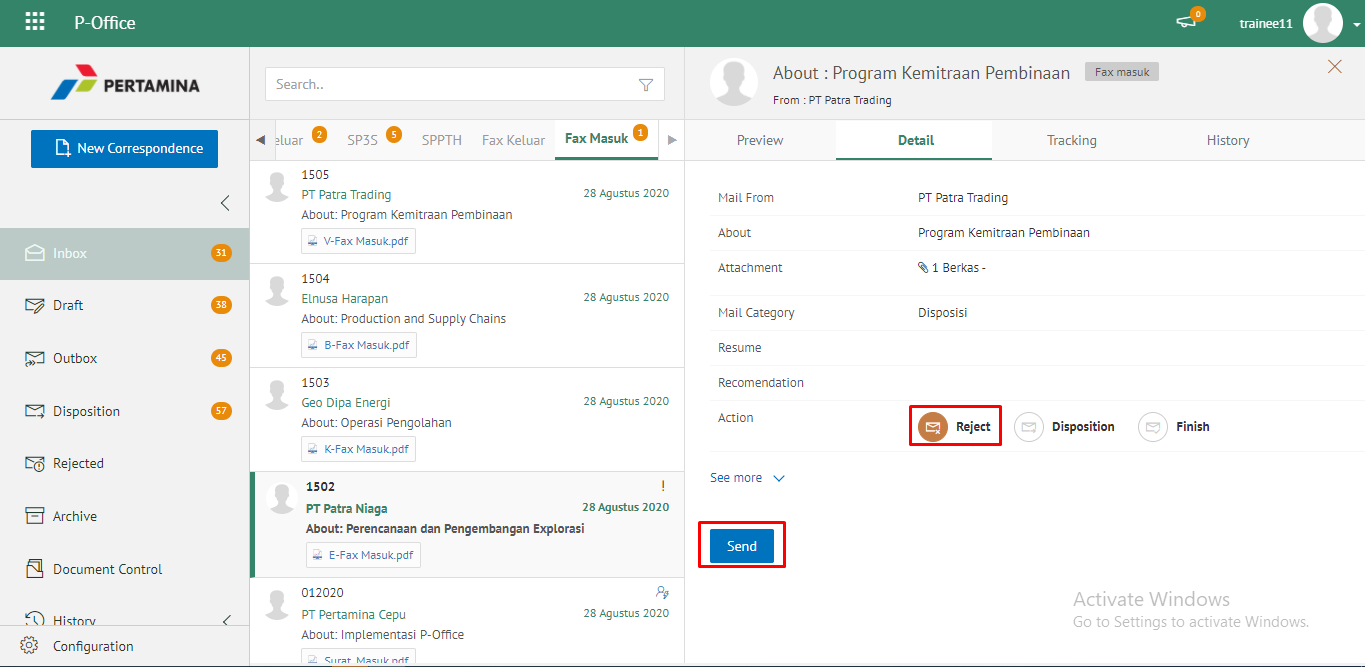 P-Office
0
trainee11
PERTAMINA
New Correspondence
Inbox 31
Draft 38
Outbox 45
Disposition 57
Rejected
Archive
Document Control
History
Configuration
Search..
eluar 2 SP3S 5 SPPTH Fax Keluar Fax Masuk 1
1505
PT Patra Trading 28 Agustus 2020
About: Program Kemitraan Pembinaan
V-Fax Masuk.pdf
1504
Elnusa Harapan 28 Agustus 2020
About: Production and Supply Chains
B-Fax Masuk.pdf
1503
Geo Dipa Energi 28 Agustus 2020
About: Operasi Pengolahan
K-Fax Masuk.pdf
1502 !
PT Patra Niaga 28 Agustus 2020
About: Perencanaan dan Pengembangan Explorasi
E-Fax Masuk.pdf
012020
PT Pertamina Cepu 28 Agustus 2020
About: Implementasi P-Office
Surat Masuk.pdf
About : Program Kemitraan Pembinaan Fax masuk
From : PT Patra Trading
Preview Detail Tracking History
Mail From PT Patra Trading
About Program Kemitraan Pembinaan
Attachment 1 Berkas -
Mail Category Disposisi
Resume
Recomendation
Action Reject Disposition Finish
See more
Send
Activate Windows
Go to Settings to activate Windows.